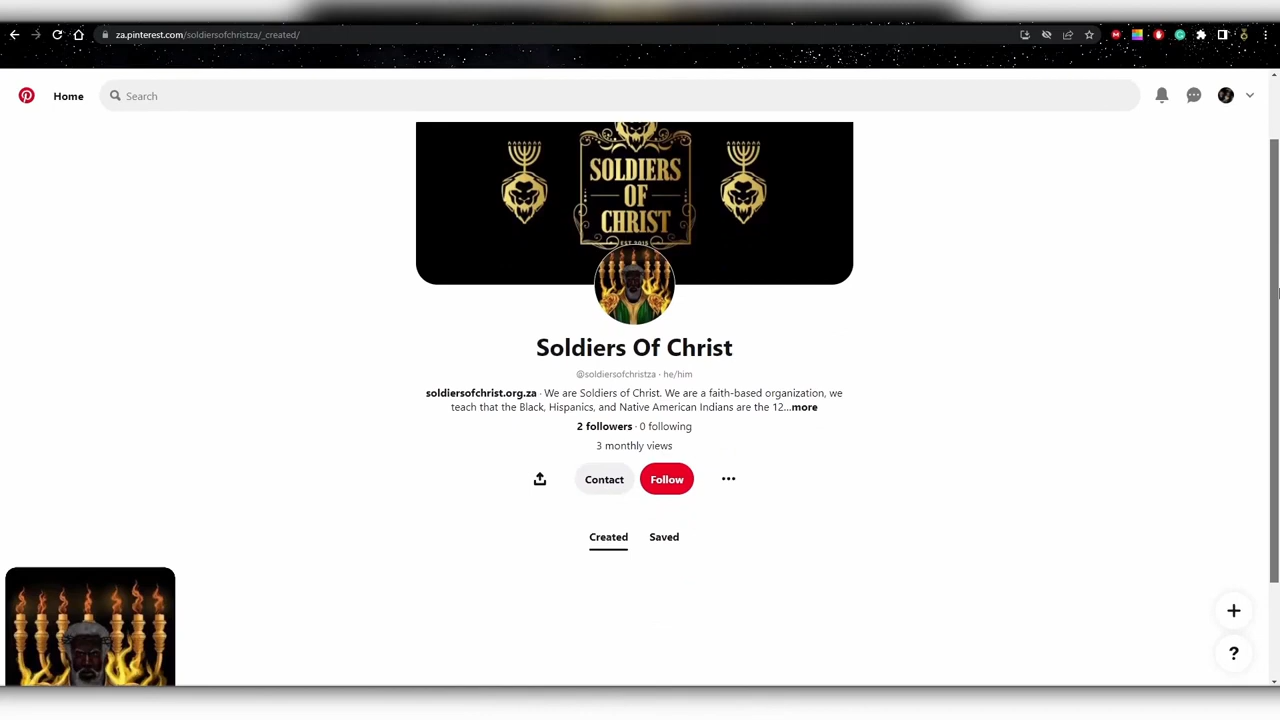 za.pinterest.com/soldiersofchristza/_created/
Home
Search
SOLDIERS
OF
CHRIST
Soldiers Of Christ
@soldiersofchristza · he/him
soldiersofchrist.org.za · We are Soldiers of Christ. We are a faith-based organization, we
teach that the Black, Hispanics, and Native American Indians are the 12...more
2 followers · 0 following
3 monthly views
Contact
Follow
Created
Saved